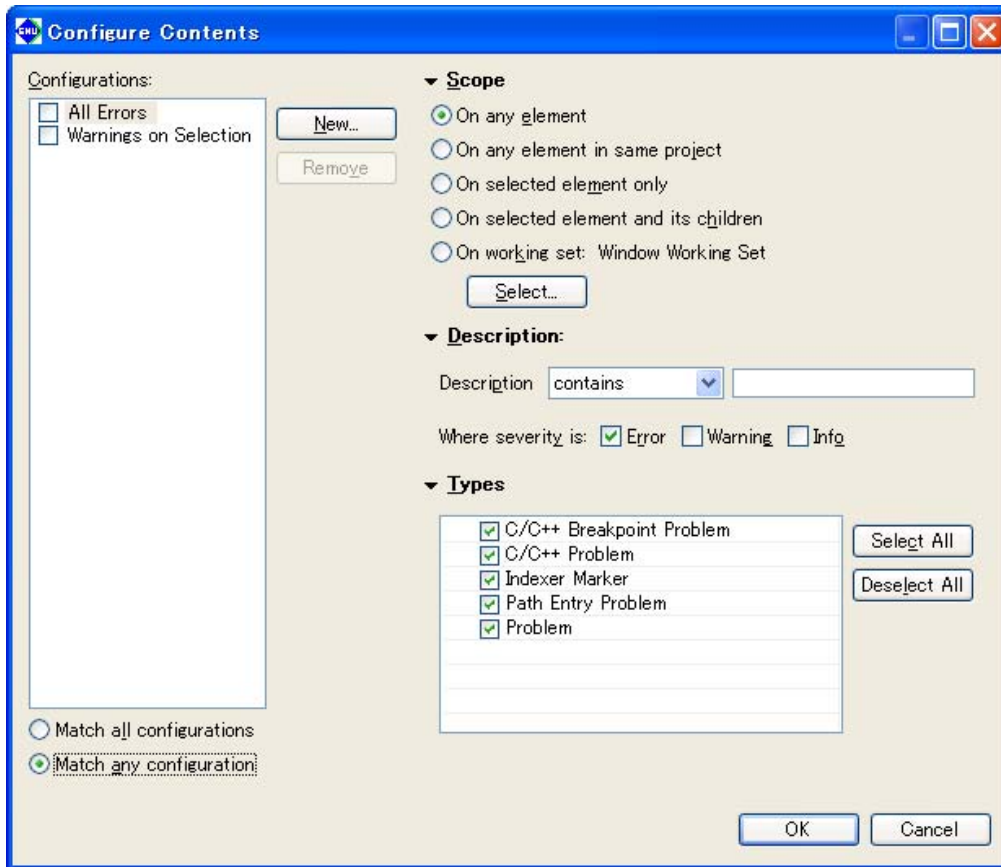 GNU Configure Contents
Configurations:
All Errors
Warnings on Selection
New...
Remove
Match all configurations
Match any configuration
Scope
On any element
On any element in same project
On selected element only
On selected element and its children
On working set: Window Working Set
Select...
Description:
Description contains
Where severity is: Error Warning Info
Types
C/C++ Breakpoint Problem
C/C++ Problem
Indexer Marker
Path Entry Problem
Problem
Select All
Deselect All
OK Cancel